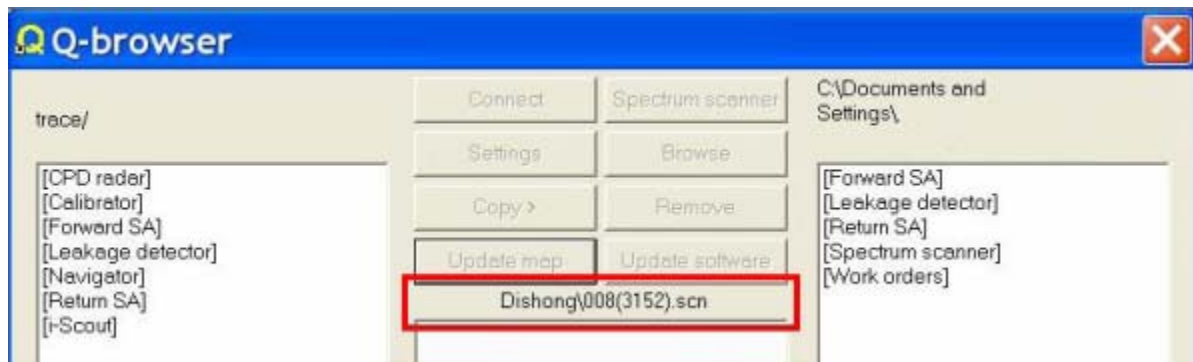 Q-browser
trace/
[CPD radar]
[Calibrator]
[Forward SA]
[Leakage detector]
[Navigator]
[Return SA]
[i-Scout]
Connect
Spectrum scanner
Settings
Browse
Copy >
Remove
Update map
Update software
Dishong\008(3152).scn
C:\Documents and
Settings\,
[Forward SA]
[Leakage detector]
[Return SA]
[Spectrum scanner]
[Work orders]